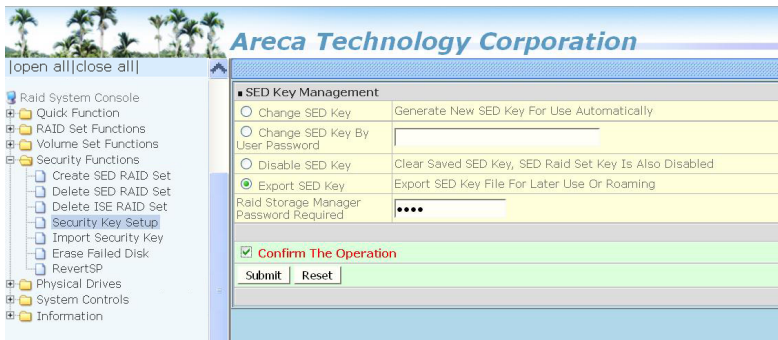 Areca Technology Corporation
|open all|close all|
Raid System Console
Quick Function
RAID Set Functions
Volume Set Functions
Security Functions
Create SED RAID Set
Delete SED RAID Set
Delete ISE RAID Set
Security Key Setup
Import Security Key
Erase Failed Disk
RevertSP
Physical Drives
System Controls
Information
SED Key Management
Change SED Key Generate New SED Key For Use Automatically
Change SED Key By
User Password
Disable SED Key Clear Saved SED Key, SED Raid Set Key Is Also Disabled
Export SED Key Export SED Key File For Later Use Or Roaming
Raid Storage Manager
Password Required ••••
Confirm The Operation
Submit Reset